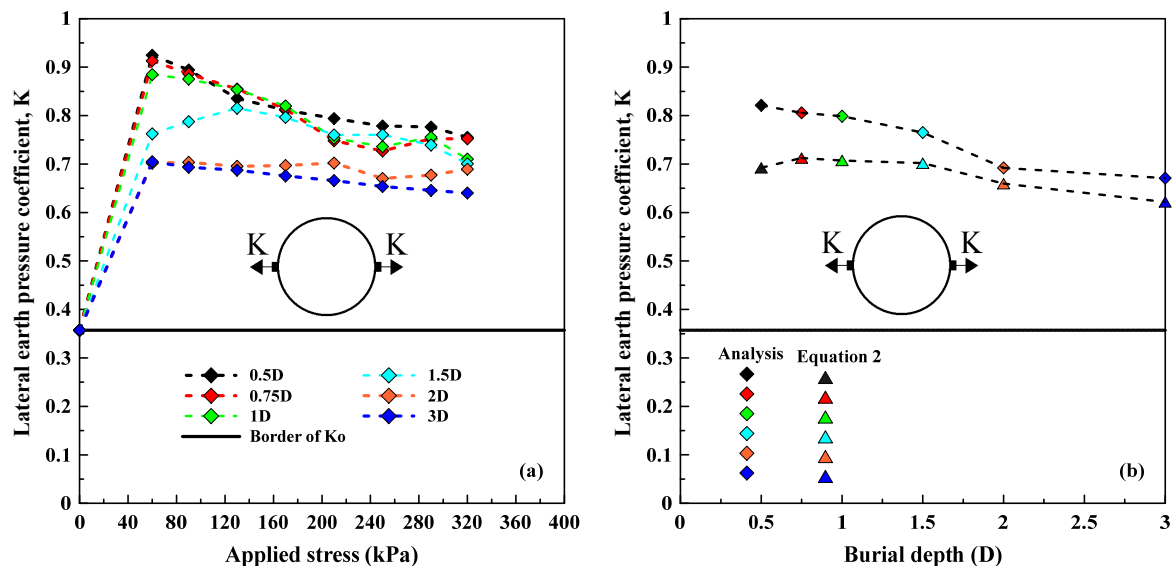 Lateral earth pressure coefficient, K
1
0.9
0.8
0.7
0.6
0.5
0.4
0.3
0.2
0.1
0
K K
0.5D 1.5D
0.75D 2D
1D 3D
Border of Ko
(a)
0 40 80 120 160 200 240 280 320 360 400
Applied stress (kPa)
Lateral earth pressure coefficient, K
1
0.9
0.8
0.7
0.6
0.5
0.4
0.3
0.2
0.1
0
K K
Analysis Equation 2
(b)
0 0.5 1 1.5 2 2.5 3
Burial depth (D)